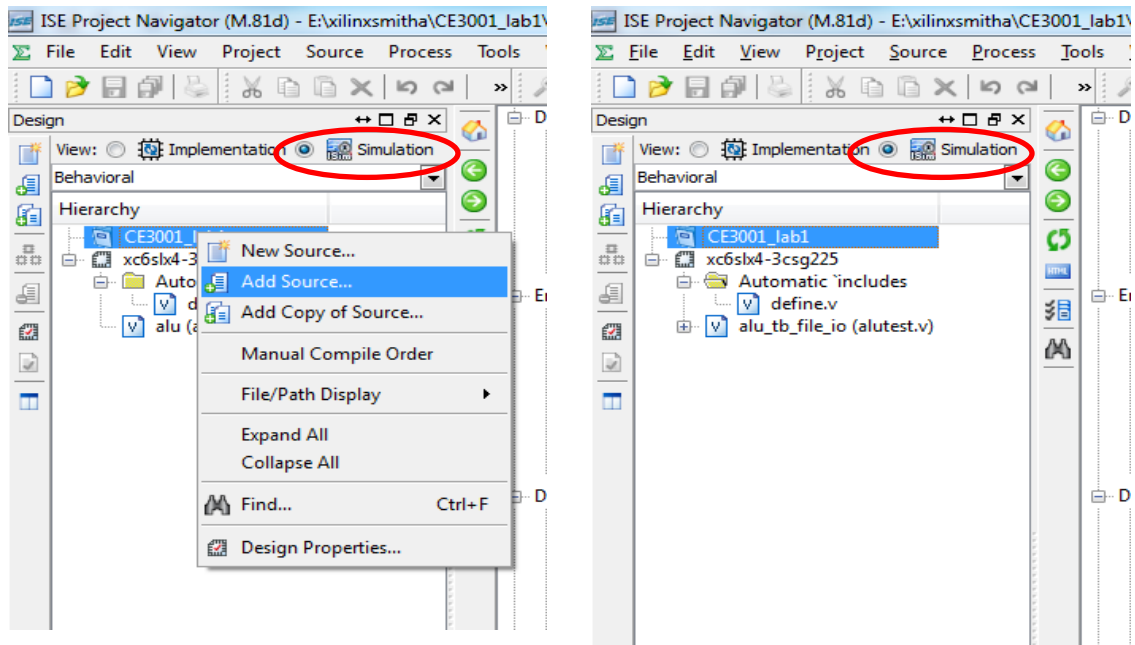 ISE Project Navigator (M.81d) - E:\xilinxsmitha\CE3001_lab1\
File Edit View Project Source Process Tools
»
Design
View: Implementation Simulation
Behavioral
Hierarchy
CE3001_l
xc6slx4-3
Auto
d
alu (a
New Source...
Add Source...
Add Copy of Source...
Manual Compile Order
File/Path Display
Expand All
Collapse All
Find... Ctrl+F
Design Properties...
D
E
D
ISE Project Navigator (M.81d) - E:\xilinxsmitha\CE3001_lab1\
File Edit View Project Source Process Tools
»
Design
View: Implementation Simulation
Behavioral
Hierarchy
CE3001_lab1
xc6slx4-3csg225
Automatic `includes
define.v
alu_tb_file_io (alutest.v)
HTML
D
E
D